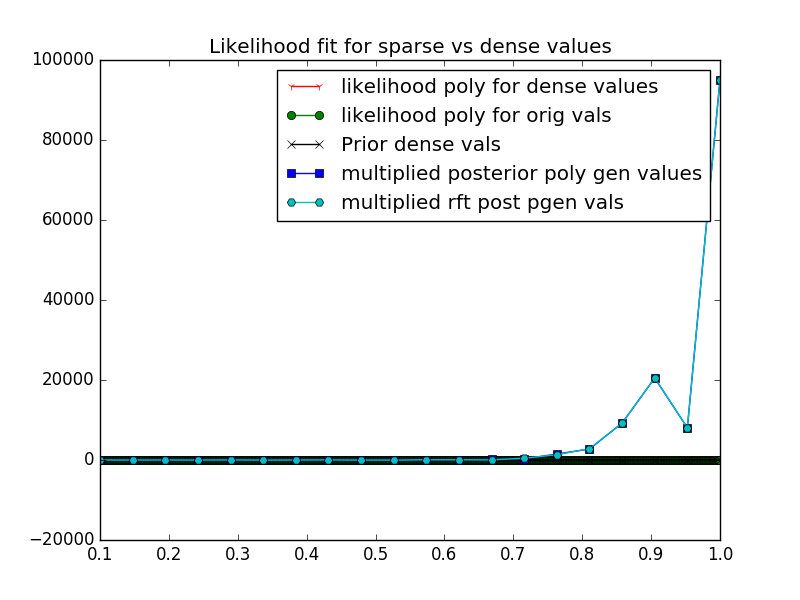 Likelihood fit for sparse vs dense values
100000
80000
60000
40000
20000
0
−20000
likelihood poly for dense values
likelihood poly for orig vals
Prior dense vals
multiplied posterior poly gen values
multiplied rft post pgen vals
0.1 0.2 0.3 0.4 0.5 0.6 0.7 0.8 0.9 1.0